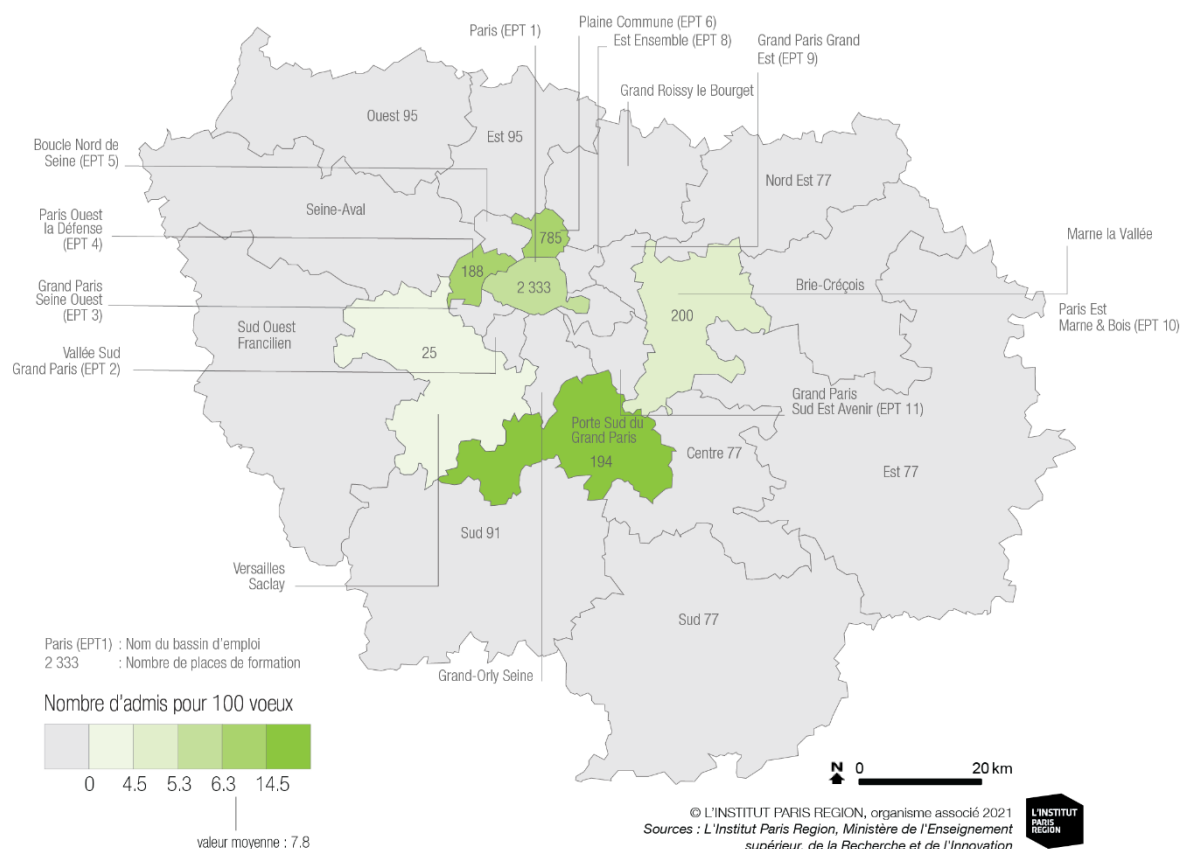 Paris (EPT 1)
Plaine Commune (EPT 6)
Est Ensemble (EPT 8)
Grand Paris Grand
Est (EPT 9)
Grand Roissy le Bourget
Ouest 95
Est 95
Boucle Nord de
Seine (EPT 5)
Nord Est 77
Seine-Aval
Paris Ouest
la Défense
(EPT 4)
785
Marne la Vallée
188
2 333
Brie-Créçois
Grand Paris
Seine Ouest
(EPT 3)
200
Paris Est
Marne & Bois (EPT 10)
Sud Ouest
Francilien
25
Vallée Sud
Grand Paris (EPT 2)
Grand Paris
Sud Est Avenir (EPT 11)
Porte Sud du
Grand Paris
194
Centre 77
Est 77
Sud 91
Versailles
Saclay
Sud 77
Grand-Orly Seine
Paris (EPT1) : Nom du bassin d'emploi
2 333 : Nombre de places de formation
Nombre d'admis pour 100 voeux
0 4.5 5.3 6.3 14.5
valeur moyenne : 7.8
N 0 20 km
© L'INSTITUT PARIS REGION, organisme associé 2021
Sources : L'Institut Paris Region, Ministère de l'Enseignement
supérieur, de la Recherche et de l'Innovation
L'INSTITUT
PARIS
REGION